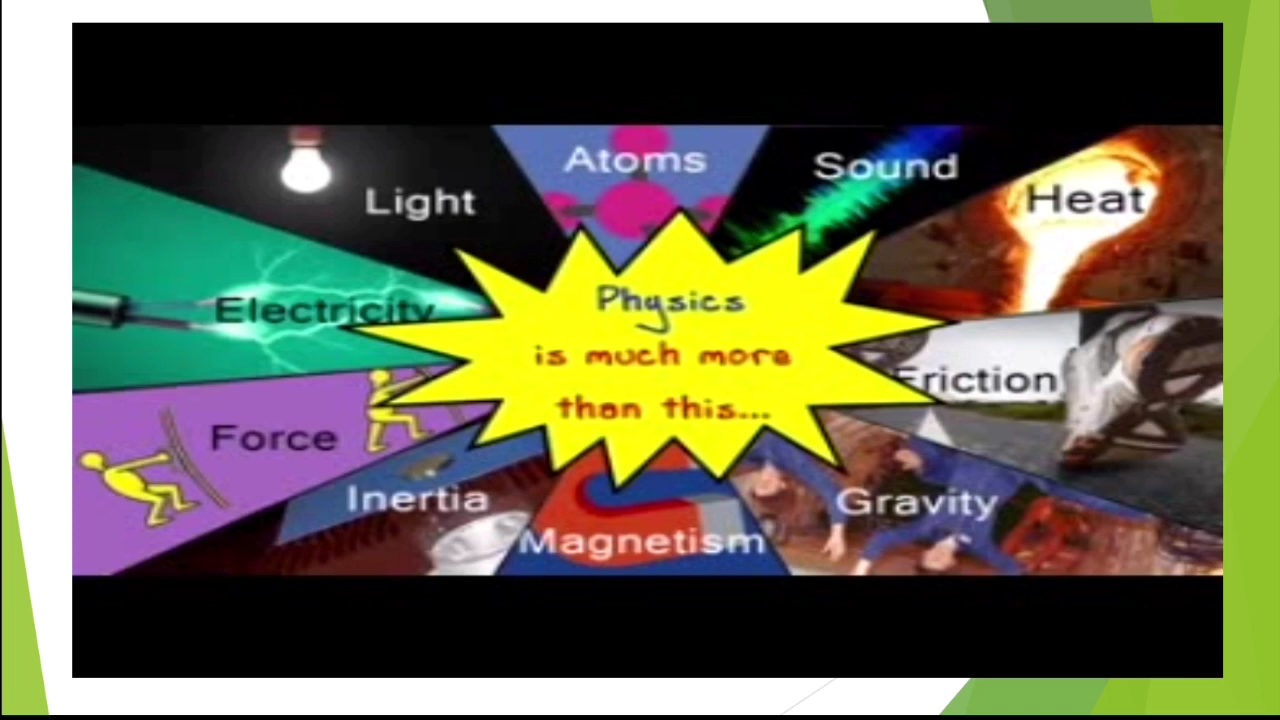 Atoms
Sound
Light
Heat
Electricity
Physics
is much more
than this...
Friction
Force
Inertia
Gravity
Magnetism